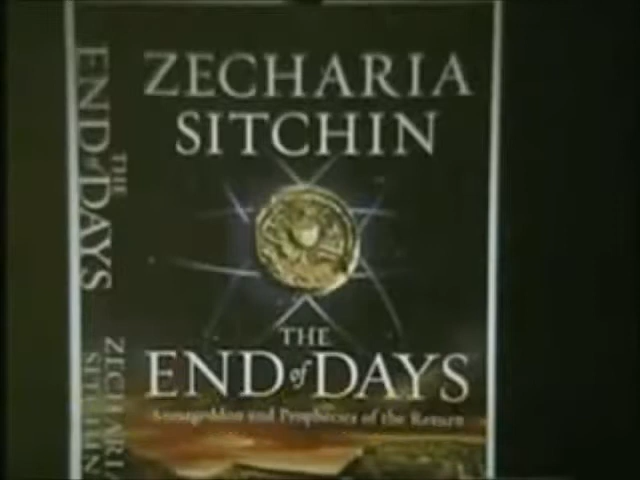 ZECHARIA
SITCHIN
THE
END of DAYS
Armageddon and Prophecies of the Return
THE
END of DAYS
ZECHARIA
SITCHIN